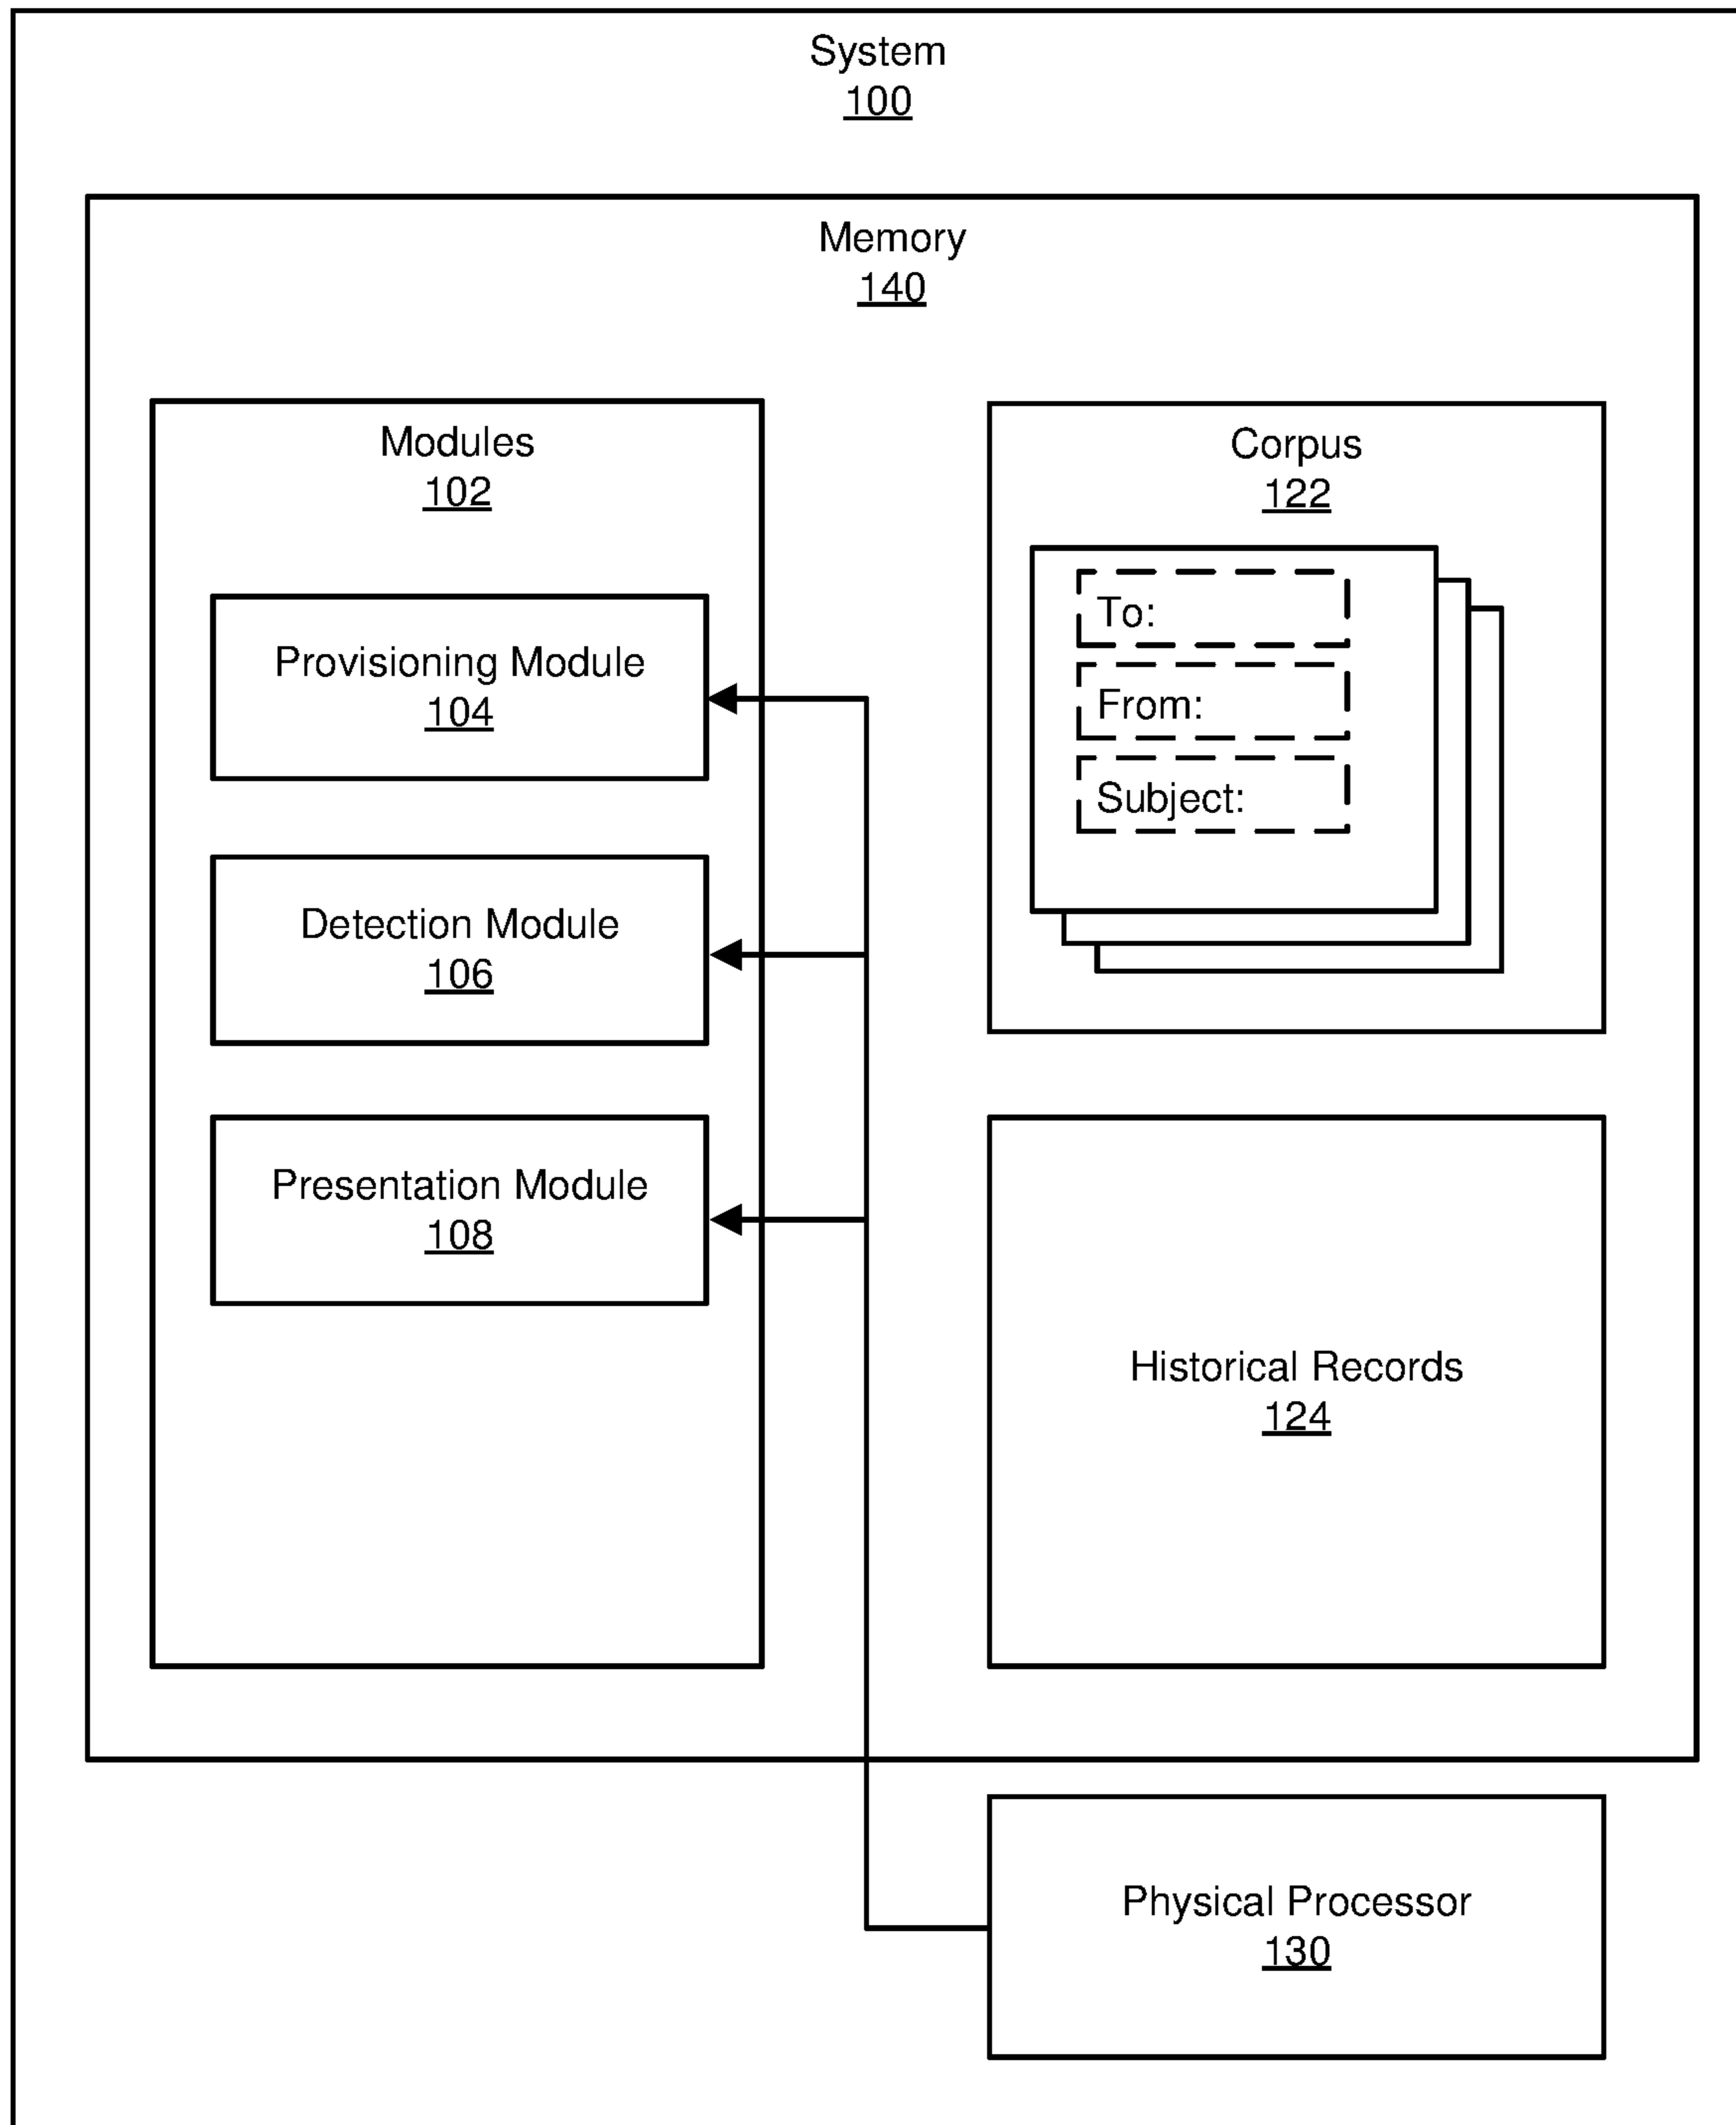 System
100
Memory
140
Modules
102
Provisioning Module
104
Detection Module
106
Presentation Module
108
Corpus
122
To:
From:
Subject:
Historical Records
124
Physical Processor
130